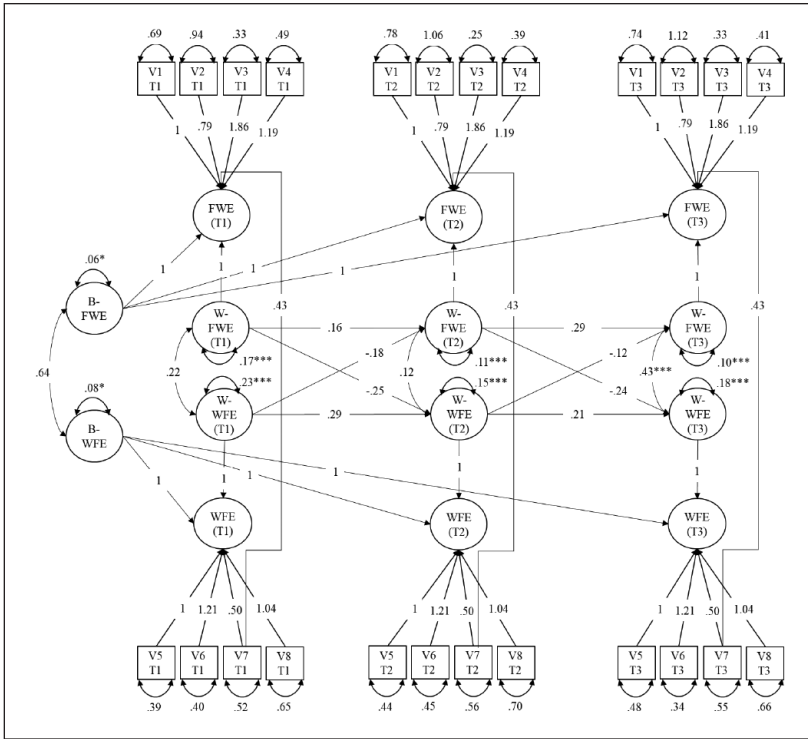 .69 .94 .33 .49 .78 1.06 .25 .39 .74 1.12 .33 .41
V1 V2 V3 V4 V1 V2 V3 V4 V1 V2 V3 V4
T1 T1 T1 T1 T2 T2 T2 T2 T3 T3 T3 T3
1 .79 1.86 1.19 1 .79 1.86 1.19 1 .79 1.86 1.19
FWE FWE FWE
(T1) (T2) (T3)
.06* 1 1 1 1 1 1
B- .43 .43 .43
FWE
W- W- W-
FWE .16 FWE .29 FWE
(T1) (T2) (T3)
.64 .22 .17*** -.18 .12 .11*** -.12 .43*** .10***
.08* .23*** -.25 .15*** -.24 .18***
W- W- W-
WFE .29 WFE .21 WFE
(T1) (T2) (T3)
B-
WFE
1 1 1 1 1 1
WFE WFE WFE
(T1) (T2) (T3)
1 1.21 .50 1.04 1 1.21 .50 1.04 1 1.21 .50 1.04
V5 V6 V7 V8 V5 V6 V7 V8 V5 V6 V7 V8
T1 T1 T1 T1 T2 T2 T2 T2 T3 T3 T3 T3
.39 .40 .52 .65 .44 .45 .56 .70 .48 .34 .55 .66